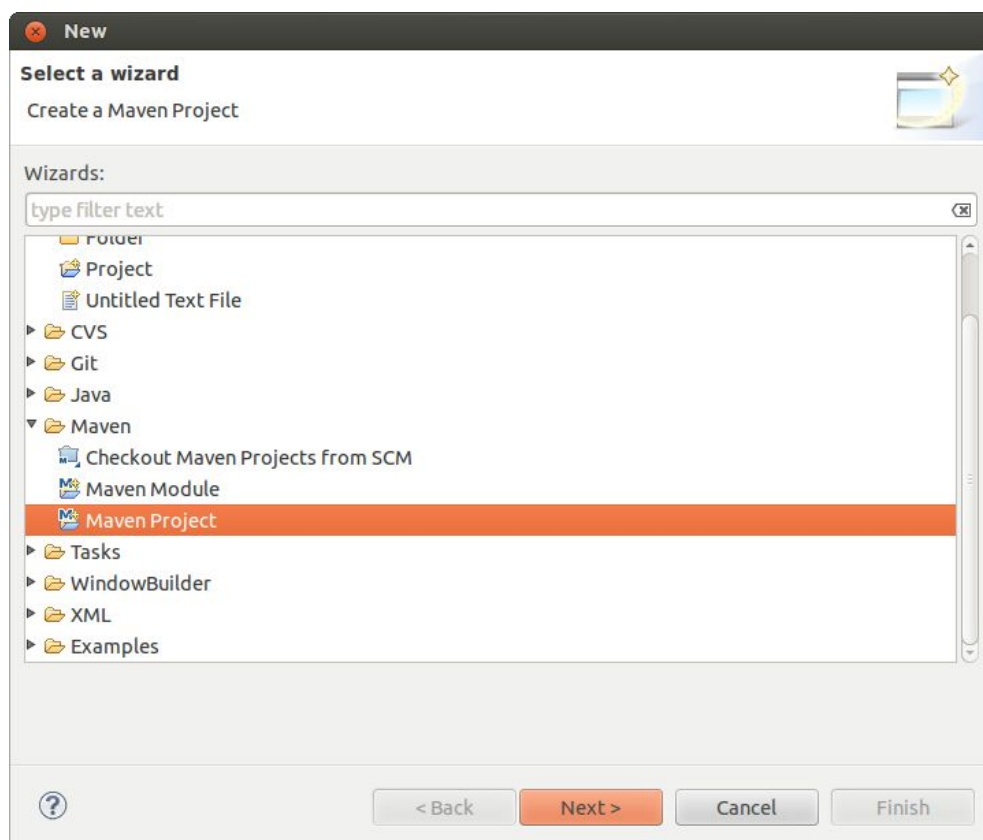 New
Select a wizard
Create a Maven Project
Wizards:
type filter text
Folder
Project
Untitled Text File
CVS
Git
Java
Maven
Checkout Maven Projects from SCM
Maven Module
Maven Project
Tasks
WindowBuilder
XML
Examples
< Back Next > Cancel Finish